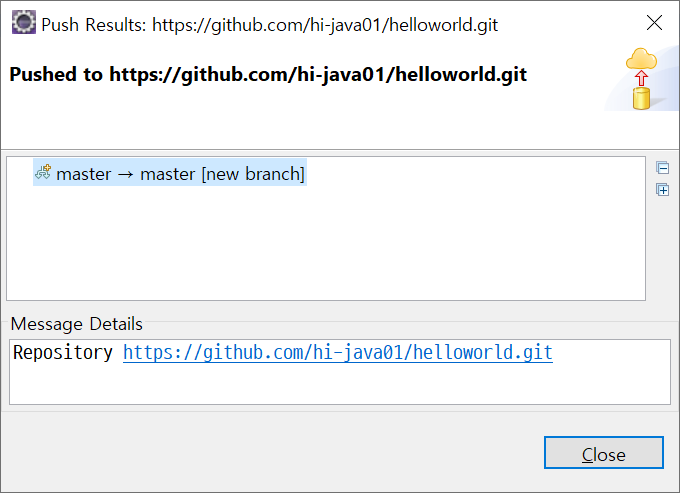 Push Results: https://github.com/hi-java01/helloworld.git
Pushed to https://github.com/hi-java01/helloworld.git
master → master [new branch]
Message Details
Repository https://github.com/hi-java01/helloworld.git
Close